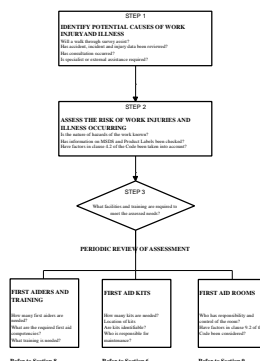 STEP 1
IDENTIFY POTENTIAL CAUSES OF WORK
INJURYAND ILLNESS
Will a walk through survey assist?
Has accident, incident and injury data been reviewed?
Has consultation occurred?
Is specialist or external assistance required?
STEP 2
ASSESS THE RISK OF WORK INJURIES AND
ILLNESS OCCURRING
Is the nature of hazards of the work known?
Has information on MSDS and Product Labels been checked?
Have factors in clause 4.2 of the Code been taken into account?
STEP 3
What facilities and training are required to
meet the assessed needs?
PERIODIC REVIEW OF ASSESSMENT
FIRST AIDERS AND
TRAINING
How many first aiders are
needed?
What are the required first aid
competencies?
What training is needed?
FIRST AID KITS
How many kits are needed?
Location of kits
Are kits identifiable?
Who is responsible for
maintenance?
FIRST AID ROOMS
Who has responsibility and
control of the room?
Have factors in clause 9.2 of
Code been considered?
Refer to Section 5
Refer to Section 6
Refer to Section 9